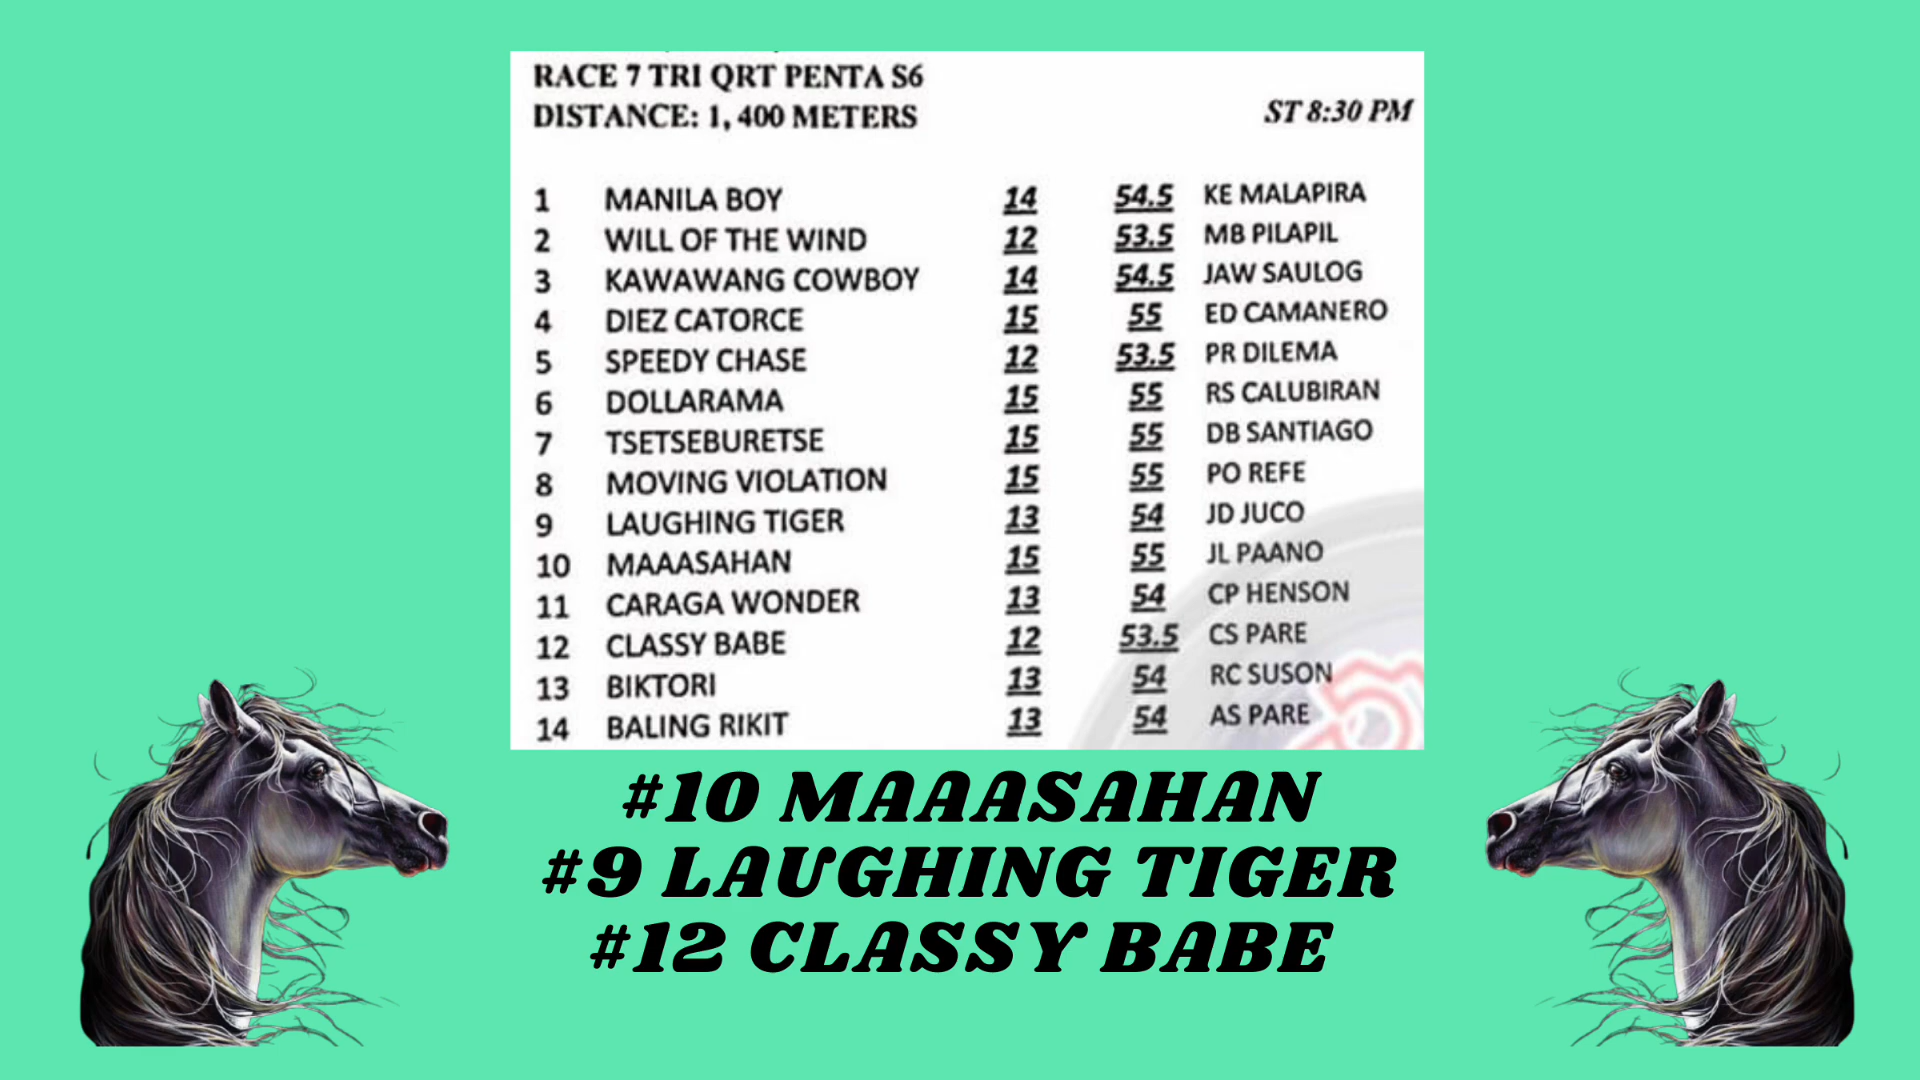 RACE 7 TRI QRT PENTA S6
DISTANCE: 1, 400 METERS ST 8:30 PM
1 MANILA BOY 14 54.5 KE MALAPIRA
2 WILL OF THE WIND 12 53.5 MB PILAPIL
3 KAWAWANG COWBOY 14 54.5 JAW SAULOG
4 DIEZ CATORCE 15 55 ED CAMANERO
5 SPEEDY CHASE 12 53.5 PR DILEMA
6 DOLLARAMA 15 55 RS CALUBIRAN
7 TSETSEBURETSE 15 55 DB SANTIAGO
8 MOVING VIOLATION 15 55 PO REFE
9 LAUGHING TIGER 13 54 JD JUCO
10 MAAASAHAN 15 55 JL PAANO
11 CARAGA WONDER 13 54 CP HENSON
12 CLASSY BABE 12 53.5 CS PARE
13 BIKTORI 13 54 RC SUSON
14 BALING RIKIT 13 54 AS PARE
#10 MAAASAHAN
#9 LAUGHING TIGER
#12 CLASSY BABE